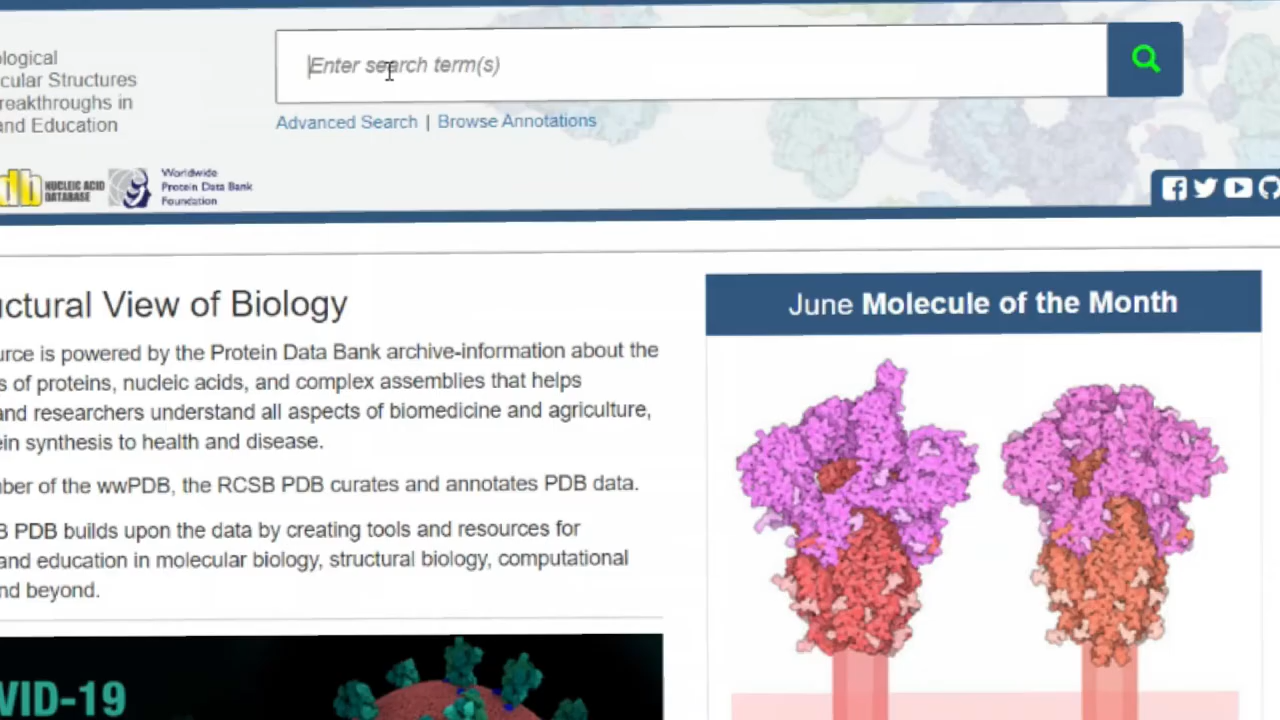 ological
cular Structures
reakthroughs in
and Education
Enter search term(s)
Advanced Search | Browse Annotations
db NUCLEIC ACID
DATABASE
Worldwide
Protein Data Bank
Foundation
uctural View of Biology
urce is powered by the Protein Data Bank archive-information about the
s of proteins, nucleic acids, and complex assemblies that helps
and researchers understand all aspects of biomedicine and agriculture,
ein synthesis to health and disease.
ber of the wwPDB, the RCSB PDB curates and annotates PDB data.
B PDB builds upon the data by creating tools and resources for
and education in molecular biology, structural biology, computational
nd beyond.
VID-19
June Molecule of the Month